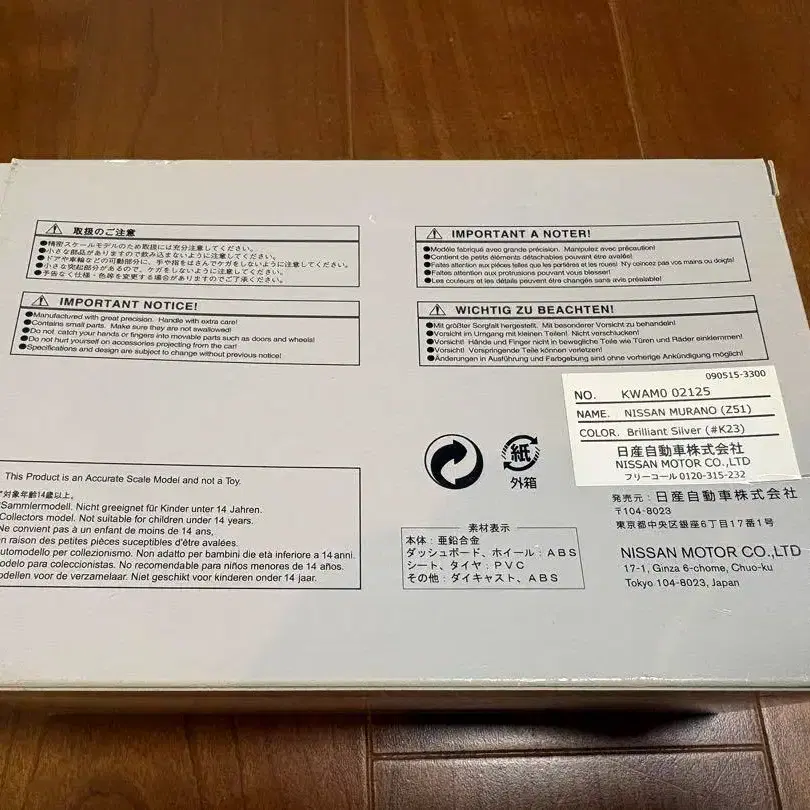 取扱のご注意
●精密スケールモデルのため取扱には充分注意してください。
●小さな部品がありますので飲み込まないように注意してください。
●ドアや車輪などの可動部分に、手や指をはさんでケガをしないように注意してください。
●小さな突起部分があるので、ケガをしないように注意してください。
●予告なく仕様・色等を変更する場合がありますのでご了承ください。
IMPORTANT NOTICE!
●Manufactured with great precision. Handle with extra care!
●Contains small parts. Make sure they are not swallowed!
●Do not catch your hands or fingers into movable parts such as doors and wheels!
●Do not hurt yourself on accessories projecting from the car!
●Specifications and design are subject to change without previous notice!
IMPORTANT A NOTER!
●Modèle fabriqué avec grande précision. Manipulez avec précaution!
●Contient de petits éléments détachables pouvant être avalés!
●Faites attention aux pièces telles que les portières et les roues! N'y coincez pas vos mains ou doigts!
●Faites attention aux protrusions pouvant vous blesser!
●Les couleurs et les détails peuvent être changés sans avis préalable!
WICHTIG ZU BEACHTEN!
●Mit größter Sorgfalt hergestellt. Mit besonderer Vorsicht zu behandeln!
●Vorsicht im Umgang mit kleinen Teilen! Nicht verschlucken!
●Vorsicht! Hände und Finger nicht in bewegliche Teile wie Türen und Räder einklemmen!
●Vorsicht! Vorspringende Teile können verletzen!
●Änderungen in Ausführung und Farbgebung sind ohne vorherige Ankündigung möglich!
090515-3300
NO. KWAM0 02125
NAME. NISSAN MURANO (Z51)
COLOR. Brilliant Silver (#K23)
日産自動車株式会社
NISSAN MOTOR CO.,LTD
フリーコール 0120-315-232
紙
外箱
発売元：日産自動車株式会社
〒104-8023
東京都中央区銀座6丁目17番1号
NISSAN MOTOR CO.,LTD
17-1, Ginza 6-chome, Chuo-ku
Tokyo 104-8023, Japan
素材表示
本体：亜鉛合金
ダッシュボード、ホイール：ABS
シート、タイヤ：PVC
その他：ダイキャスト、ABS
This Product is an Accurate Scale Model and not a Toy.
*対象年齢14歳以上。
Sammlermodell. Nicht geeignet für Kinder unter 14 Jahren.
Collectors model. Not suitable for children under 14 years.
Ne convient pas à un enfant de moins de 14 ans,
en raison des petites pièces suceptibles d'être avalées.
automodello per collezionismo. Non adatto per bambini die età inferiore a 14 anni.
odelo para coleccionistas. No recomendable para niños menores de 14 años.
odellen voor de verzamelaar. Niet geschikt voor kinderen onder 14 jaar.